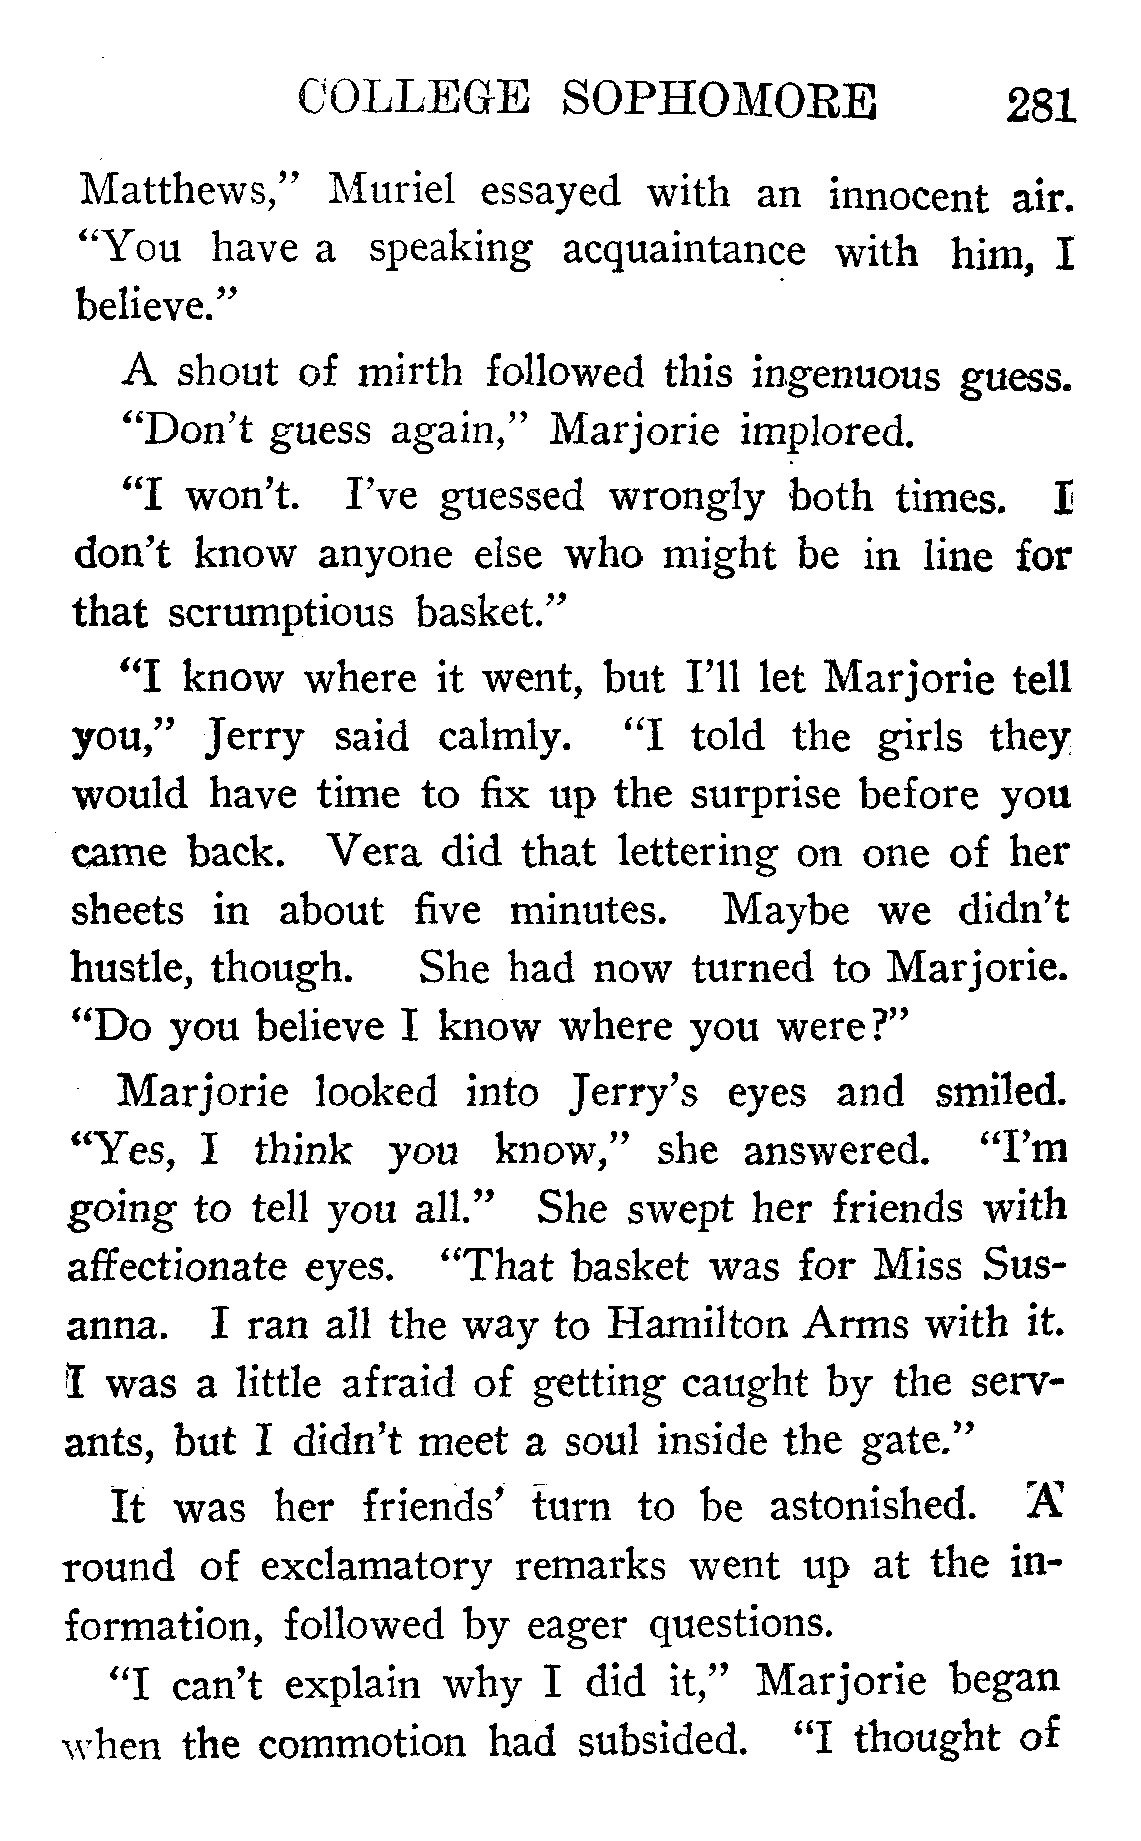 COLLEGE SOPHOMORE 281
Matthews,” Muriel essayed with an innocent air.
“You have a speaking acquaintance with him, I
believe.”
A shout of mirth followed this ingenuous guess.
“Don’t guess again,” Marjorie implored.
“I won’t. I’ve guessed wrongly both times. I
don’t know anyone else who might be in line for
that scrumptious basket.”
“I know where it went, but I’ll let Marjorie tell
you,” Jerry said calmly. “I told the girls they
would have time to fix up the surprise before you
came back. Vera did that lettering on one of her
sheets in about five minutes. Maybe we didn’t
hustle, though. She had now turned to Marjorie.
“Do you believe I know where you were?”
Marjorie looked into Jerry’s eyes and smiled.
“Yes, I think you know,” she answered. “I’m
going to tell you all.” She swept her friends with
affectionate eyes. “That basket was for Miss Sus-
anna. I ran all the way to Hamilton Arms with it.
I was a little afraid of getting caught by the serv-
ants, but I didn’t meet a soul inside the gate.”
It was her friends’ turn to be astonished. A
round of exclamatory remarks went up at the in-
formation, followed by eager questions.
“I can’t explain why I did it,” Marjorie began
when the commotion had subsided. “I thought of